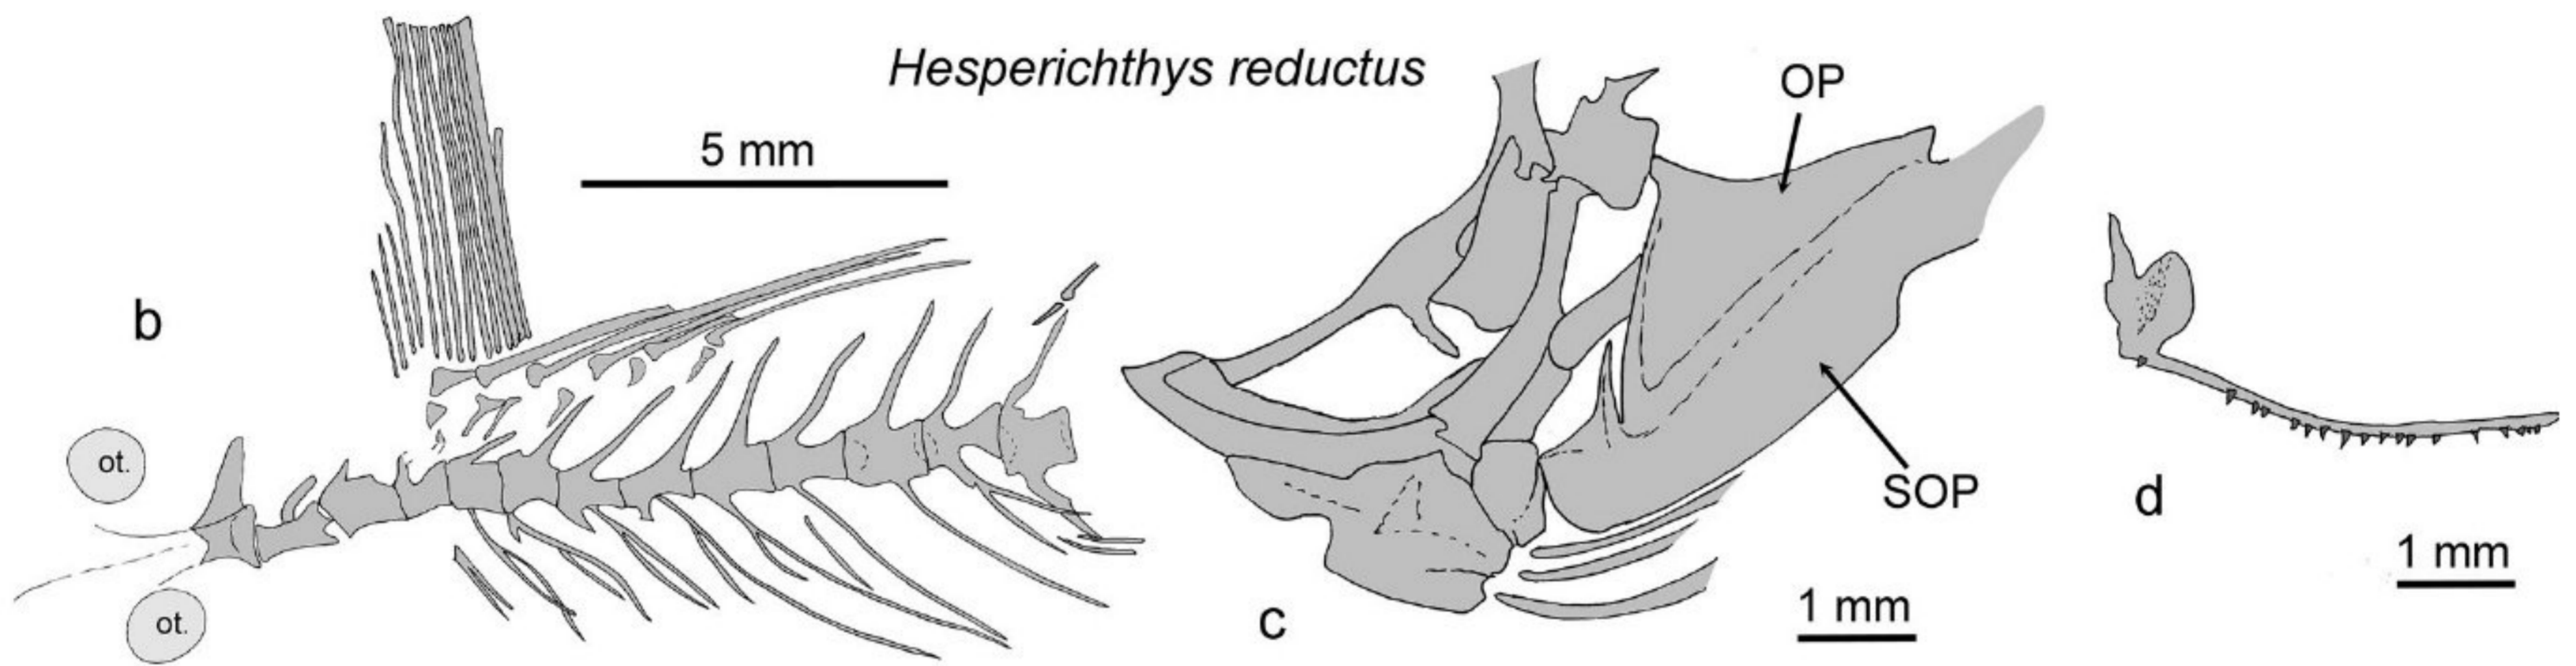 Hesperichthys reductus
OP
5 mm
b
ot.
SOP
d
1 mm
ot.
c
1 mm